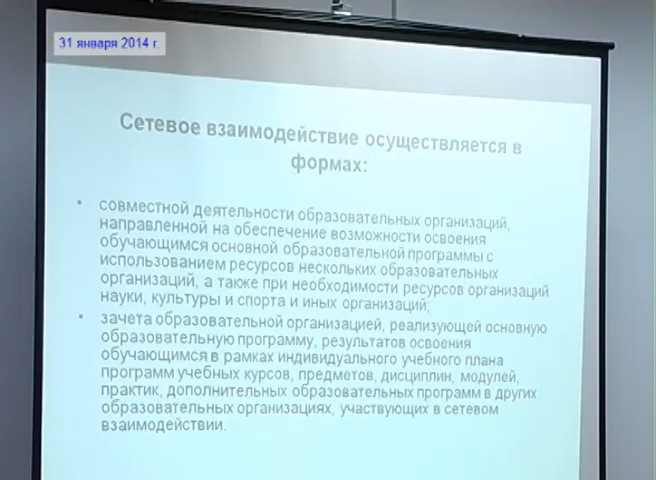 31 января 2014 г.
Сетевое взаимодействие осуществляется в
формах:
• совместной деятельности образовательных организаций,
направленной на обеспечение возможности освоения
обучающимся основной образовательной программы с
использованием ресурсов нескольких образовательных
организаций, а также при необходимости ресурсов организаций
науки, культуры и спорта и иных организаций;
• зачета образовательной организацией, реализующей основную
образовательную программу, результатов освоения
обучающимся в рамках индивидуального учебного плана
программ учебных курсов, предметов, дисциплин, модулей,
практик, дополнительных образовательных программ в других
образовательных организациях, участвующих в сетевом
взаимодействии.